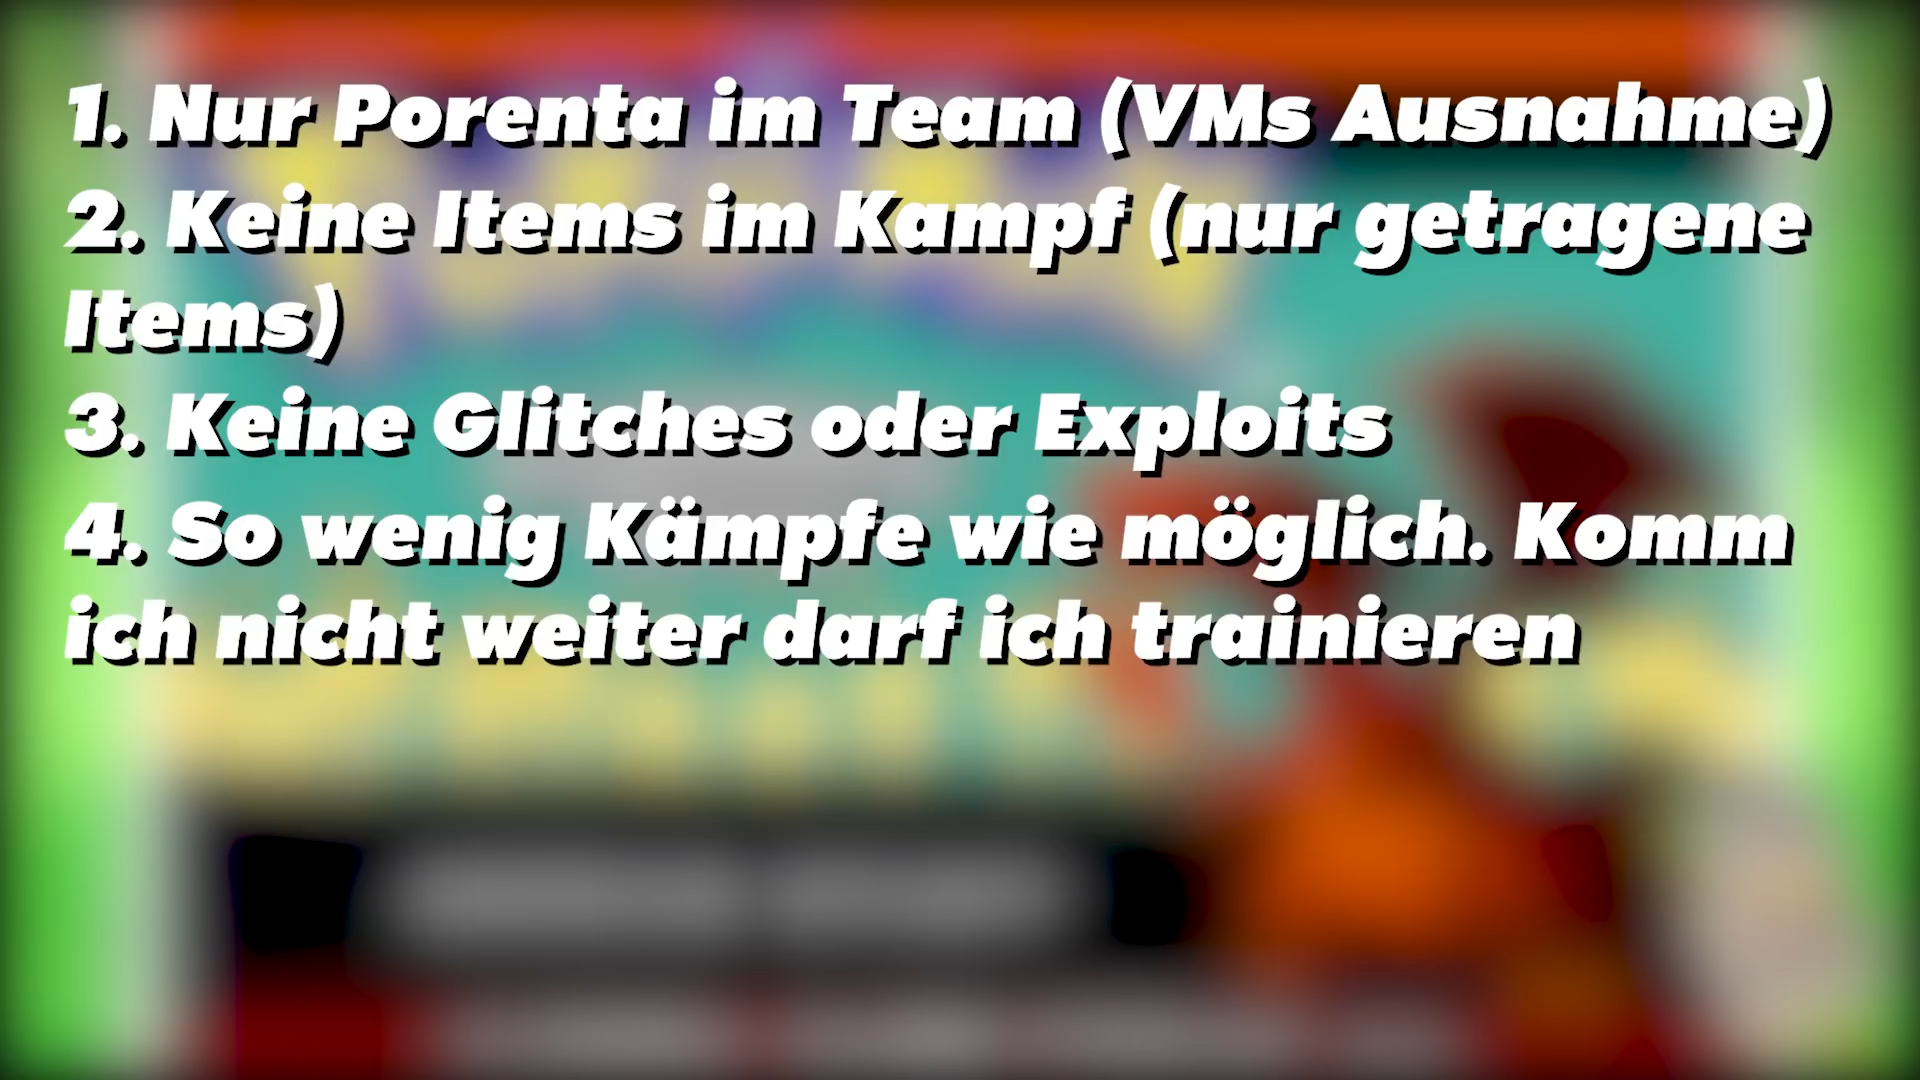 1. Nur Porenta im Team (VMs Ausnahme)
2. Keine Items im Kampf (nur getragene
Items)
3. Keine Glitches oder Exploits
4. So wenig Kämpfe wie möglich. Komm
ich nicht weiter darf ich trainieren